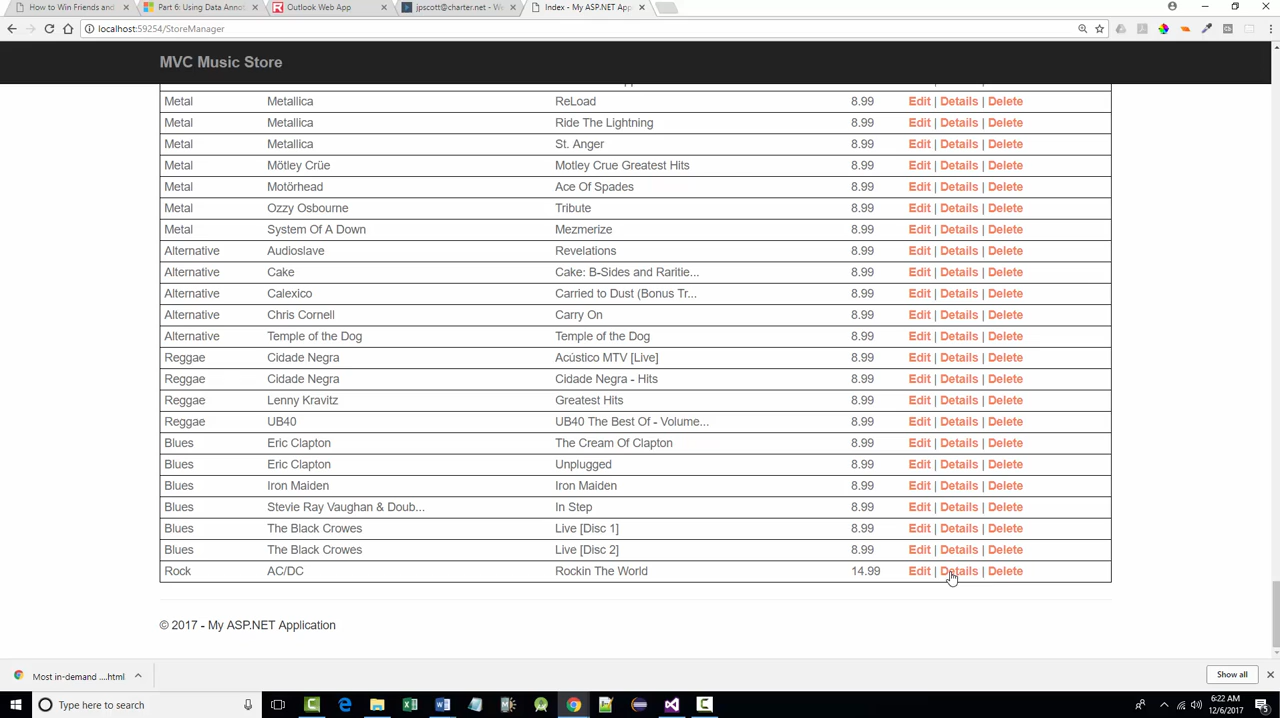 How to Win Friends and
Part 6: Using Data Annot
Outlook Web App
jpscott@charter.net - We
Index - My ASP.NET App
localhost:59254/StoreManager
MVC Music Store
Metal Metallica ReLoad 8.99 Edit | Details | Delete
Metal Metallica Ride The Lightning 8.99 Edit | Details | Delete
Metal Metallica St. Anger 8.99 Edit | Details | Delete
Metal Mötley Crüe Motley Crue Greatest Hits 8.99 Edit | Details | Delete
Metal Motörhead Ace Of Spades 8.99 Edit | Details | Delete
Metal Ozzy Osbourne Tribute 8.99 Edit | Details | Delete
Metal System Of A Down Mezmerize 8.99 Edit | Details | Delete
Alternative Audioslave Revelations 8.99 Edit | Details | Delete
Alternative Cake Cake: B-Sides and Raritie... 8.99 Edit | Details | Delete
Alternative Calexico Carried to Dust (Bonus Tr... 8.99 Edit | Details | Delete
Alternative Chris Cornell Carry On 8.99 Edit | Details | Delete
Alternative Temple of the Dog Temple of the Dog 8.99 Edit | Details | Delete
Reggae Cidade Negra Acústico MTV [Live] 8.99 Edit | Details | Delete
Reggae Cidade Negra Cidade Negra - Hits 8.99 Edit | Details | Delete
Reggae Lenny Kravitz Greatest Hits 8.99 Edit | Details | Delete
Reggae UB40 UB40 The Best Of - Volume... 8.99 Edit | Details | Delete
Blues Eric Clapton The Cream Of Clapton 8.99 Edit | Details | Delete
Blues Eric Clapton Unplugged 8.99 Edit | Details | Delete
Blues Iron Maiden Iron Maiden 8.99 Edit | Details | Delete
Blues Stevie Ray Vaughan & Doub... In Step 8.99 Edit | Details | Delete
Blues The Black Crowes Live [Disc 1] 8.99 Edit | Details | Delete
Blues The Black Crowes Live [Disc 2] 8.99 Edit | Details | Delete
Rock AC/DC Rockin The World 14.99 Edit | Details | Delete
© 2017 - My ASP.NET Application
Most in-demand ....html
Show all
Type here to search
6:22 AM
12/6/2017